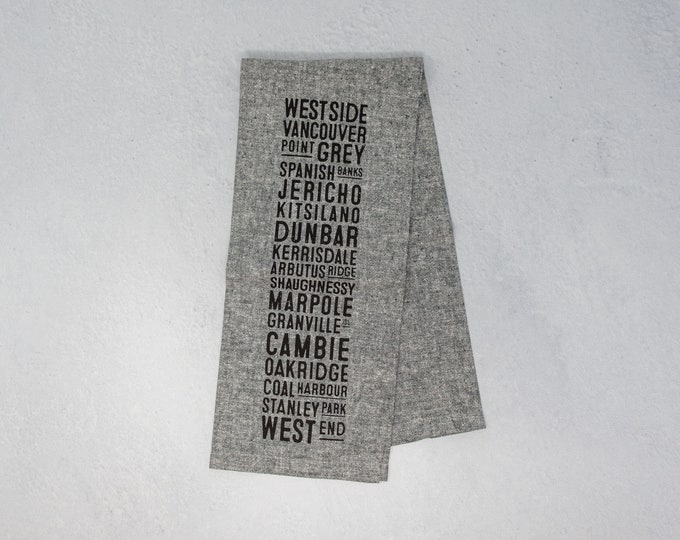 WESTSIDE
VANCOUVER
POINT GREY
SPANISH BANKS
JERICHO
KITSILANO
DUNBAR
KERRISDALE
ARBUTUS RIDGE
SHAUGHNESSY
MARPOLE
GRANVILLE
CAMBIE
OAKRIDGE
COAL HARBOUR
STANLEY PARK
WEST END